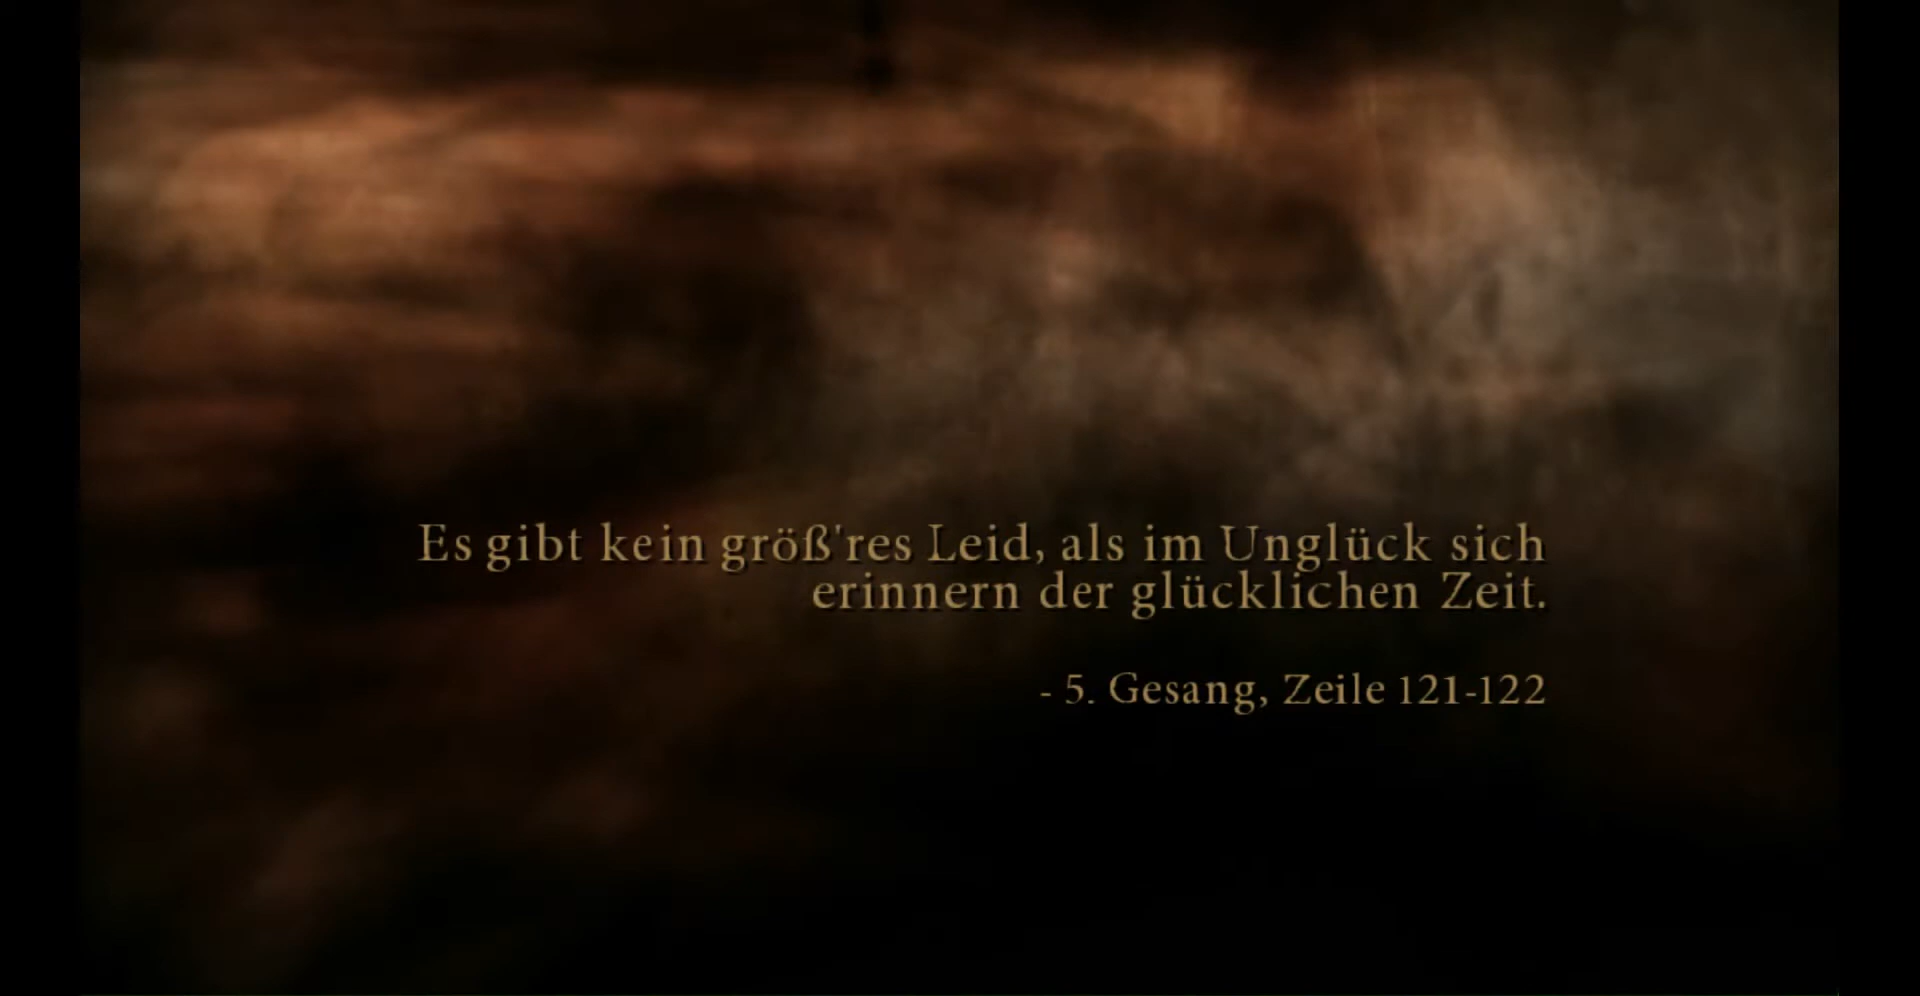 Es gibt kein größ'res Leid, als im Unglück sich
erinnern der glücklichen Zeit.
- 5. Gesang, Zeile 121-122